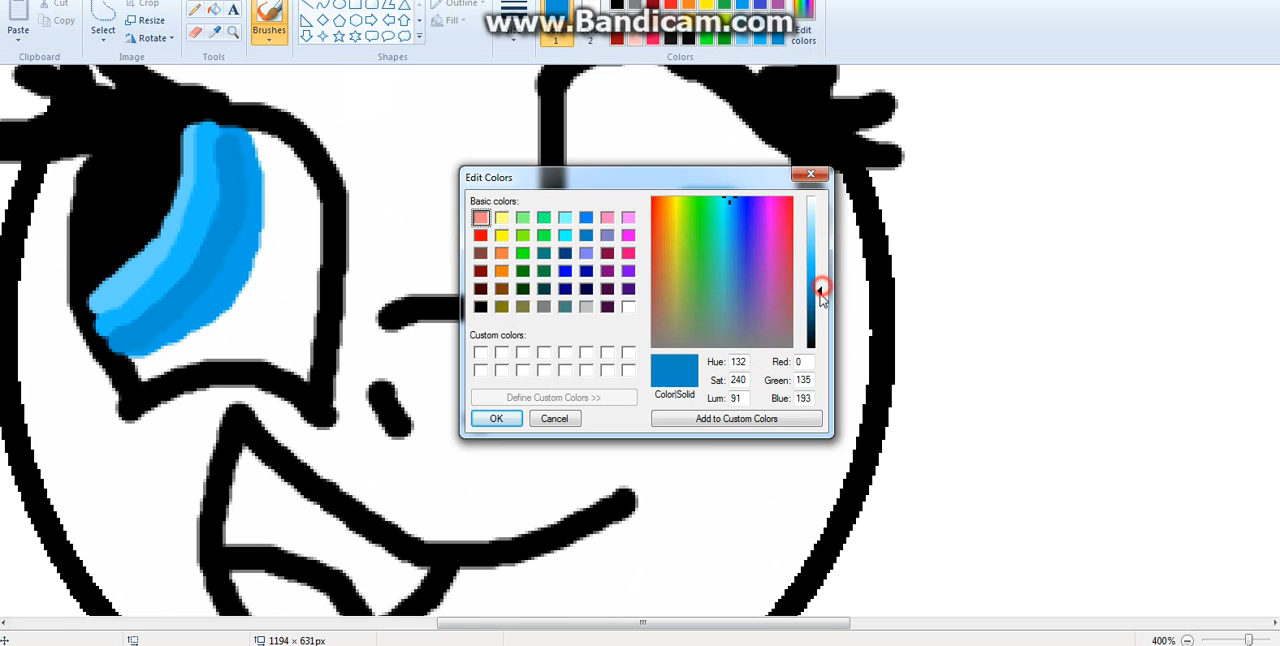 www.Bandicam.com
Cut
Crop
Outline
Paste
Copy
Select
Resize
Rotate
A
Brushes
Fill
1
2
Edit
colors
Clipboard
Image
Tools
Shapes
Colors
Edit Colors
Basic colors:
Custom colors:
Define Custom Colors >>
OK
Cancel
Color|Solid
Hue: 132
Red: 0
Sat: 240
Green: 135
Lum: 91
Blue: 193
Add to Custom Colors
1194 × 631px
400%